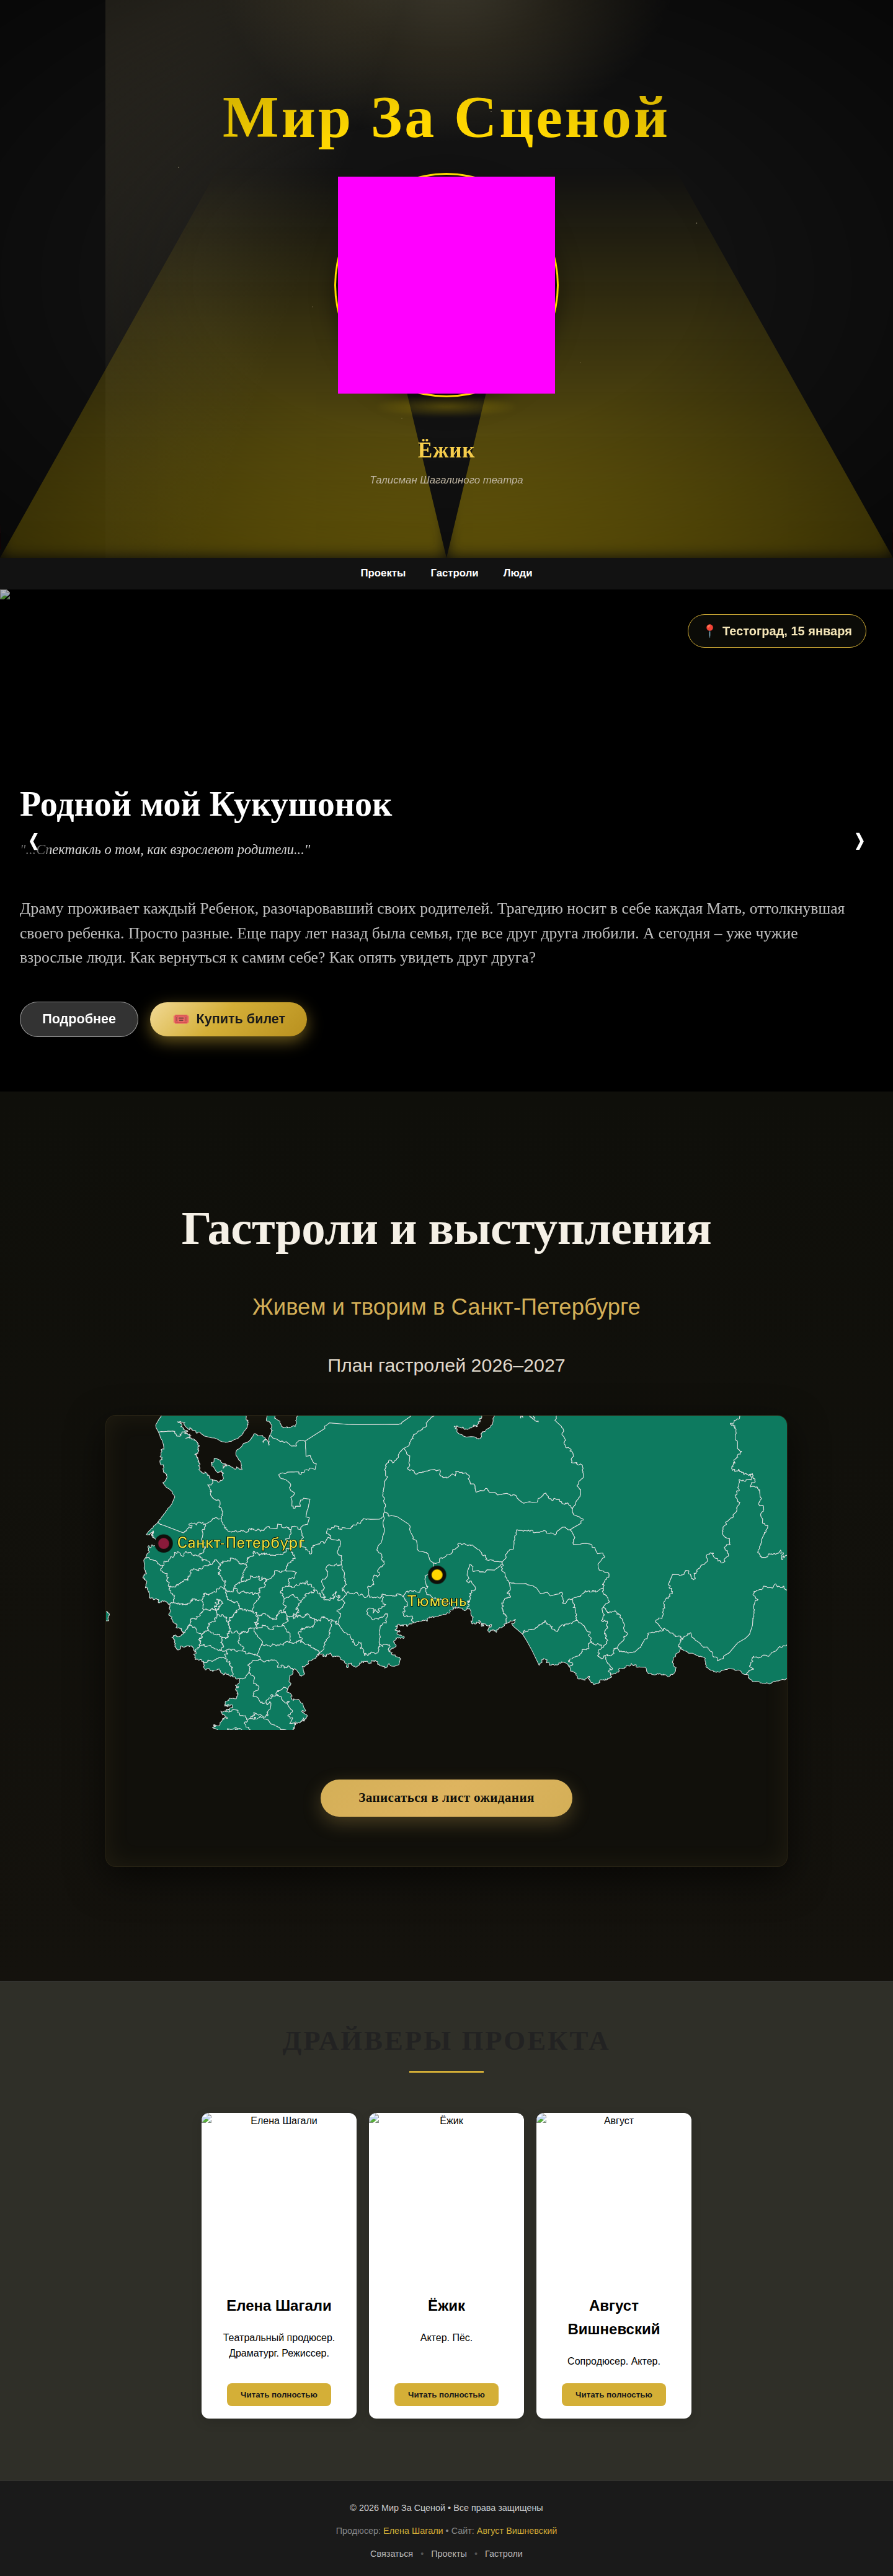 Мир За Сценой
Ёжик
Талисман Шагалиного театра
Проекты Гастроли Люди
Тестоград, 15 января
Родной мой Кукушонок
"...Спектакль о том, как взрослеют родители..."
Драму проживает каждый Ребенок, разочаровавший своих родителей. Трагедию носит в себе каждая Мать, оттолкнувшая
своего ребенка. Просто разные. Еще пару лет назад была семья, где все друг друга любили. А сегодня – уже чужие
взрослые люди. Как вернуться к самим себе? Как опять увидеть друг друга?
Подробнее Купить билет
Гастроли и выступления
Живем и творим в Санкт-Петербурге
План гастролей 2026–2027
Санкт-Петербург
Тюмень
Записаться в лист ожидания
ДРАЙВЕРЫ ПРОЕКТА
Елена Шагали Ёжик Август
Елена Шагали
Театральный продюсер.
Драматург. Режиссер.
Читать полностью
Ёжик
Актер. Пёс.
Читать полностью
Август
Вишневский
Сопродюсер. Актер.
Читать полностью
© 2026 Мир За Сценой • Все права защищены
Продюсер: Елена Шагали • Сайт: Август Вишневский
Связаться • Проекты • Гастроли